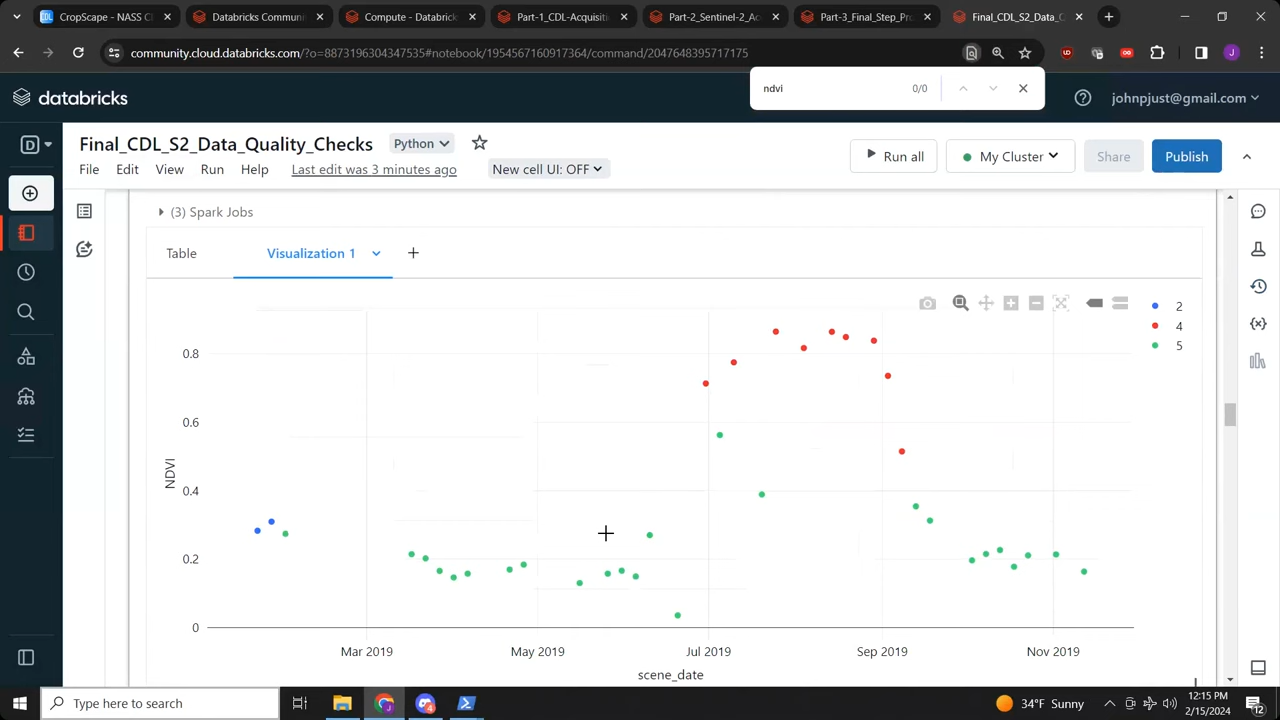 CropScape - NASS C
Databricks Commun
Compute - Databric
Part-1_CDL-Acquisit
Part-2_Sentinel-2_Ac
Part-3_Final_Step_Pr
Final_CDL_S2_Data_C
community.databricks.com/?o=8873196304347535#notebook/1954567160917364/command/2047648395717175
ndvi 0/0
databricks
johnpjust@gmail.com
D
Final_CDL_S2_Data_Quality_Checks Python
Run all
My Cluster
Share
Publish
File Edit View Run Help Last edit was 3 minutes ago New cell UI: OFF
(3) Spark Jobs
Table Visualization 1 +
2
4
5
0.8
0.6
0.4
0.2
0
NDVI
Mar 2019 May 2019 Jul 2019 Sep 2019 Nov 2019
scene_date
Type here to search
34°F Sunny
12:15 PM
2/15/2024
12